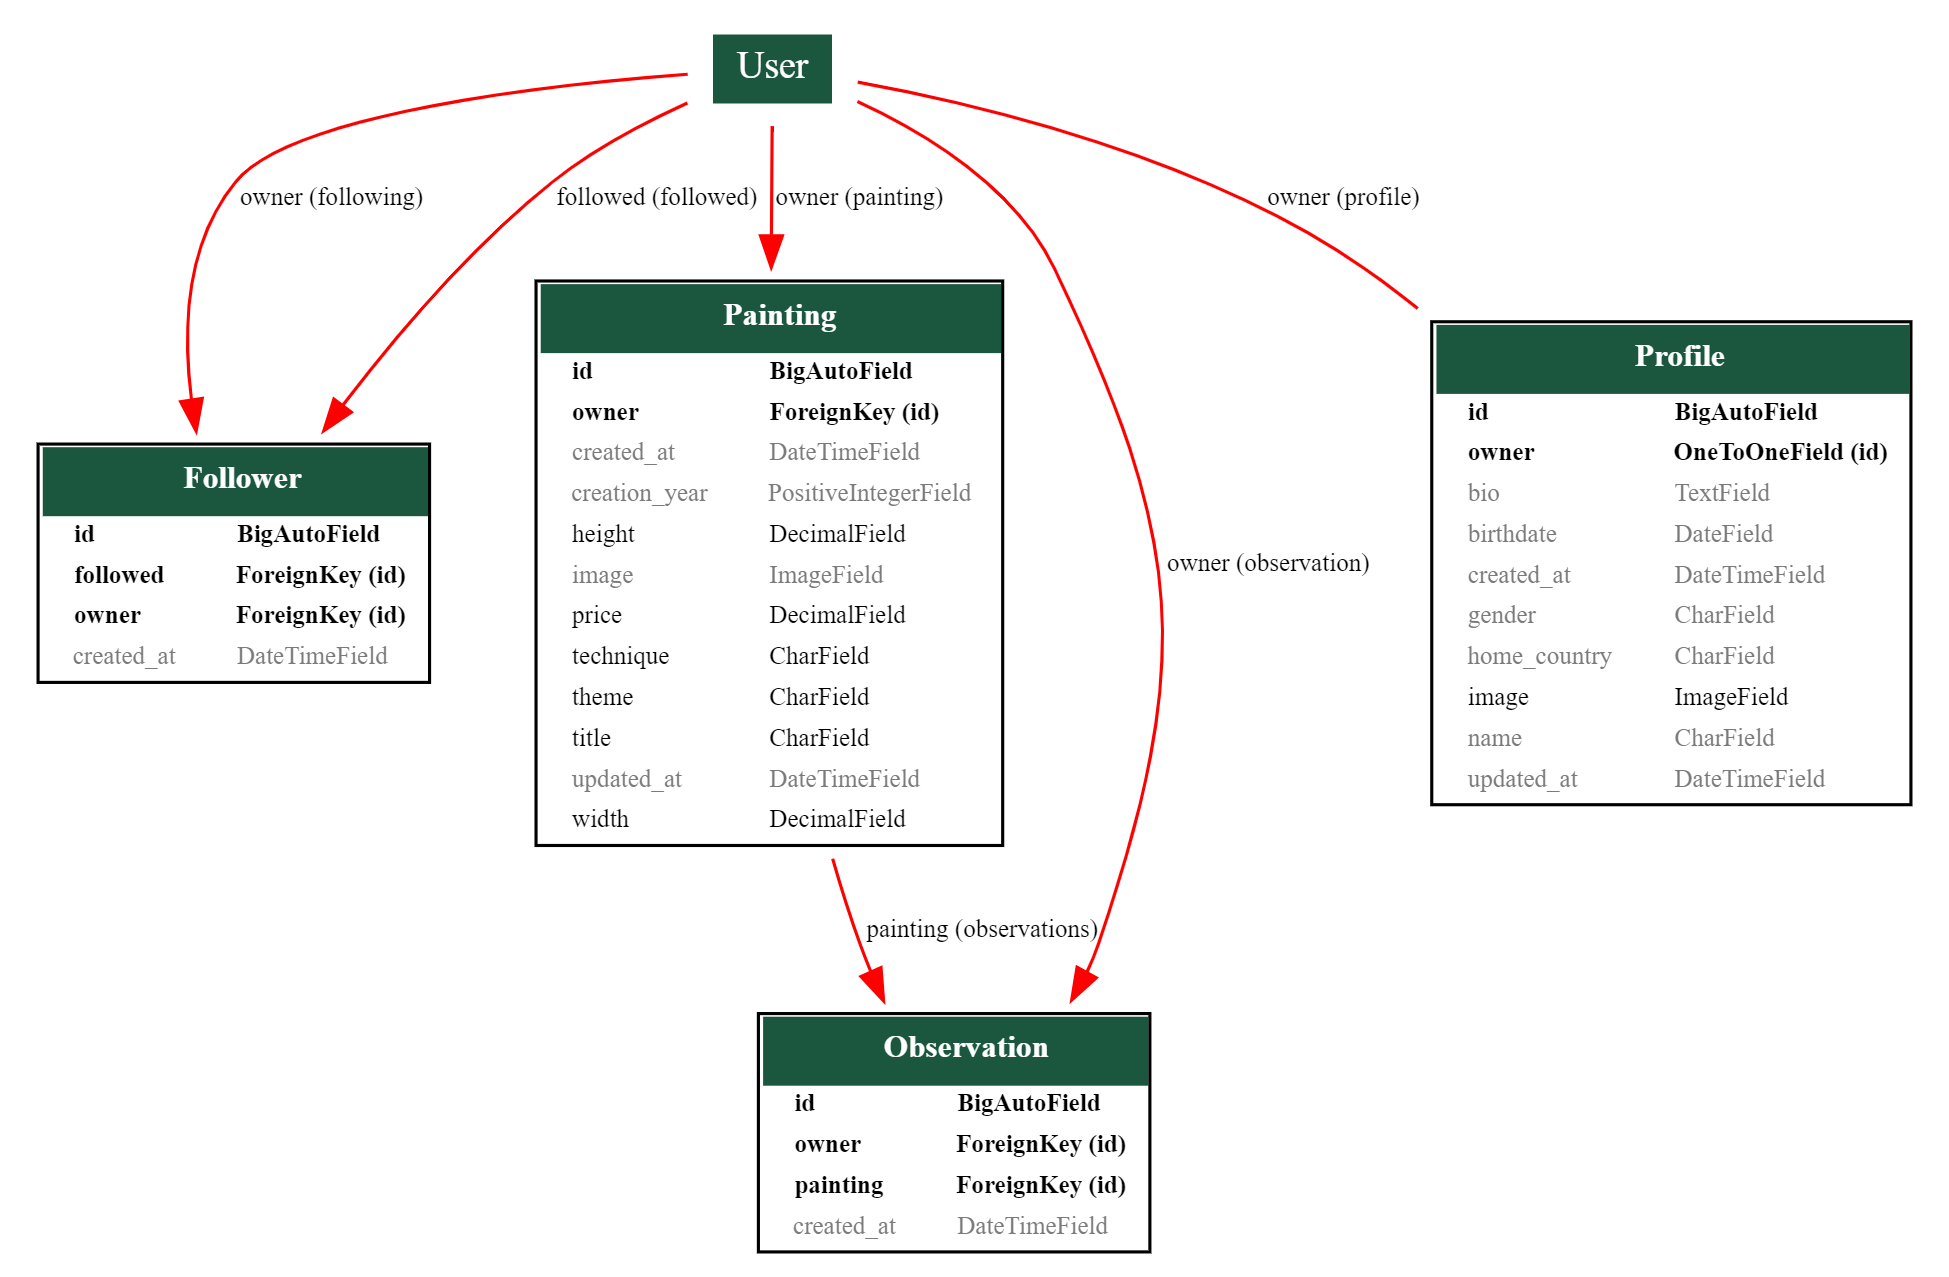 User
owner (following)
followed (followed)
owner (painting)
owner (profile)
Painting
id BigAutoField
owner ForeignKey (id)
created_at DateTimeField
creation_year PositiveIntegerField
height DecimalField
image ImageField
price DecimalField
technique CharField
theme CharField
title CharField
updated_at DateTimeField
width DecimalField
Profile
id BigAutoField
owner OneToOneField (id)
bio TextField
birthdate DateField
created_at DateTimeField
gender CharField
home_country CharField
image ImageField
name CharField
updated_at DateTimeField
Follower
id BigAutoField
followed ForeignKey (id)
owner ForeignKey (id)
created_at DateTimeField
owner (observation)
painting (observations)
Observation
id BigAutoField
owner ForeignKey (id)
painting ForeignKey (id)
created_at DateTimeField